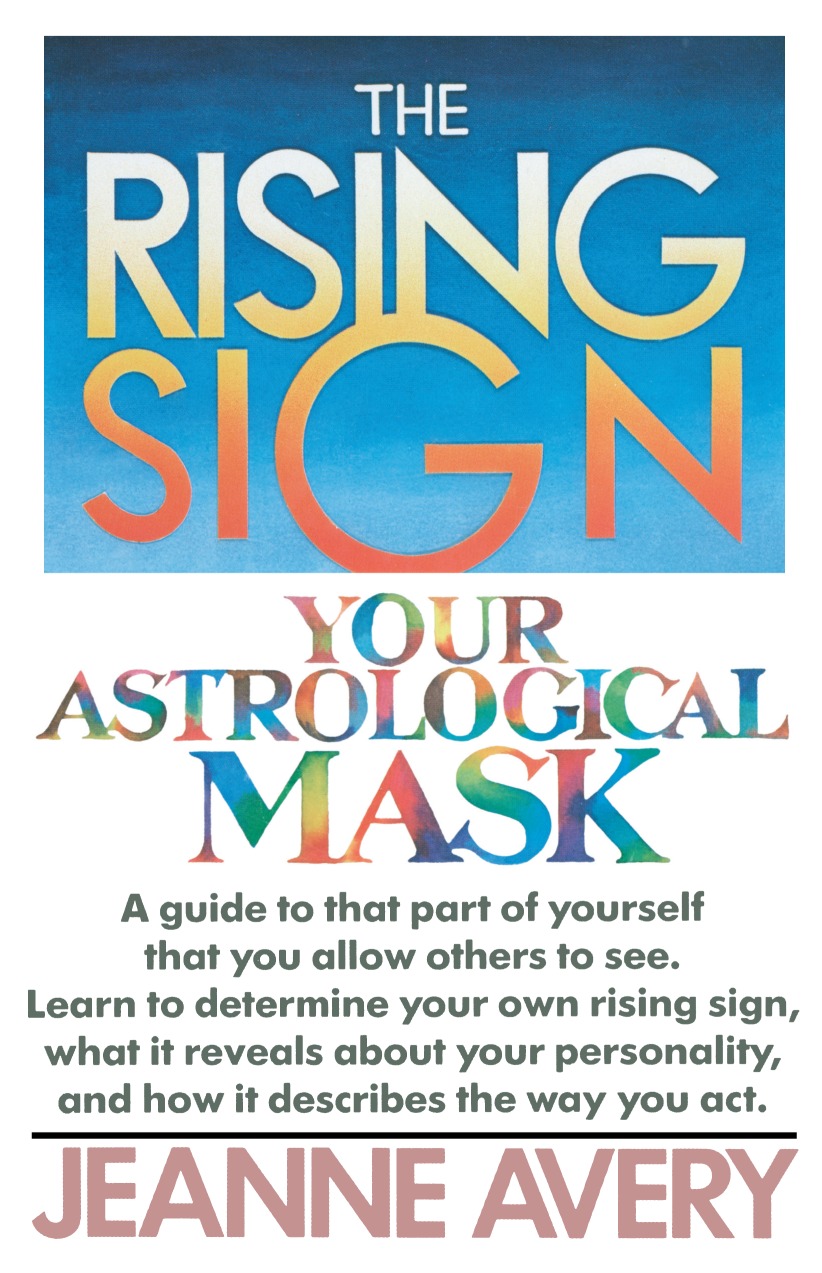 THE
RISING
SIGN
YOUR
ASTROLOGICAL
MASK
A guide to that part of yourself
that you allow others to see.
Learn to determine your own rising sign,
what it reveals about your personality,
and how it describes the way you act.
JEANNE AVERY